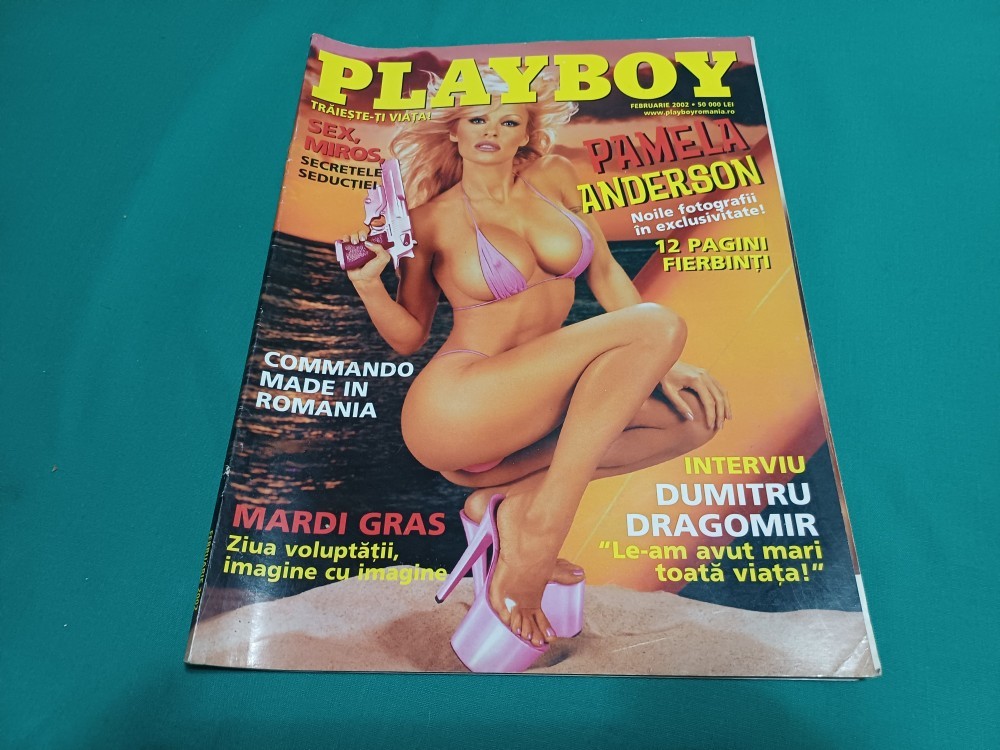 PLAYBOY
TRĂIEȘTE-ȚI VIAȚA!
FEBRUARIE 2002 • 50 000 LEI
www.playboyromania.ro
SEX,
MIROS,
SECRETELE
SEDUCȚIEI
PAMELA
ANDERSON
Noile fotografii
în exclusivitate!
12 PAGINI
FIERBINȚI
COMMANDO
MADE IN
ROMANIA
MARDI GRAS
Ziua voluptății,
imagine cu imagine
INTERVIU
DUMITRU
DRAGOMIR
"Le-am avut mari
toată viața!"